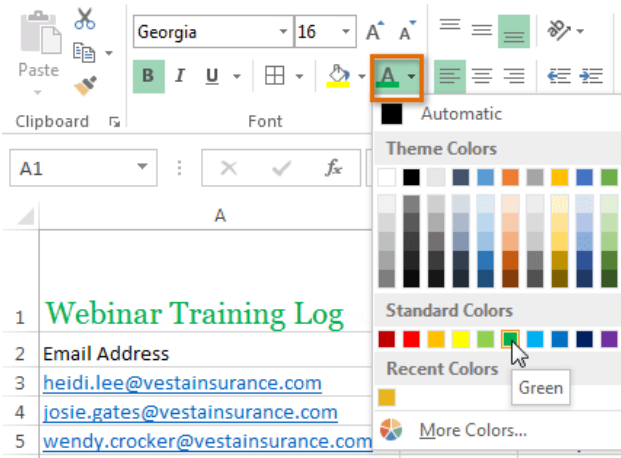 Georgia 16 A A
Paste B I U A
Clipboard Font
Automatic
Theme Colors
A1 fx
A
1 Webinar Training Log
Standard Colors
2 Email Address
Recent Colors
3 heidi.lee@vestainsurance.com
Green
4 josie.gates@vestainsurance.com
More Colors...
5 wendy.crocker@vestainsurance.com